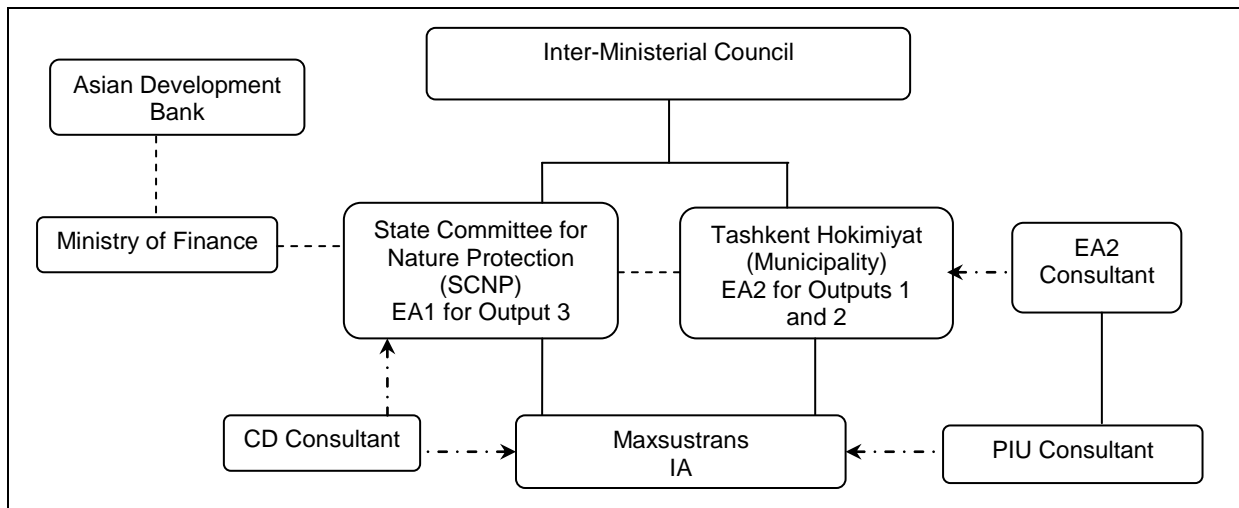 Inter-Ministerial Council
Asian Development
Bank
Ministry of Finance
State Committee for
Nature Protection
(SCNP)
EA1 for Output 3
Tashkent Hokimiyat
(Municipality)
EA2 for Outputs 1
and 2
EA2
Consultant
CD Consultant
Maxsustrans
IA
PIU Consultant